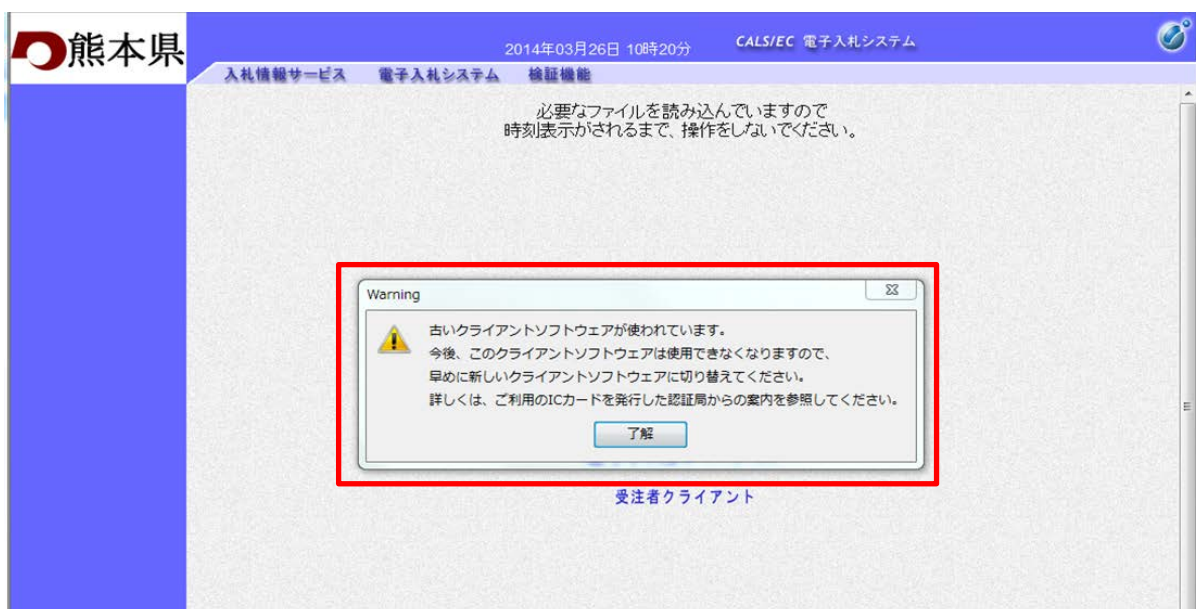 熊本県
2014年03月26日 10時20分
CALS/EC 電子入札システム
入札情報サービス 電子入札システム 検証機能
必要なファイルを読み込んでいますので
時刻表示がされるまで、操作をしないでください。
Warning
古いクライアントソフトウェアが使われています。
今後、このクライアントソフトウェアは使用できなくなりますので、
早めに新しいクライアントソフトウェアに切り替えてください。
詳しくは、ご利用のICカードを発行した認証局からの案内を参照してください。
了解
受注者クライアント